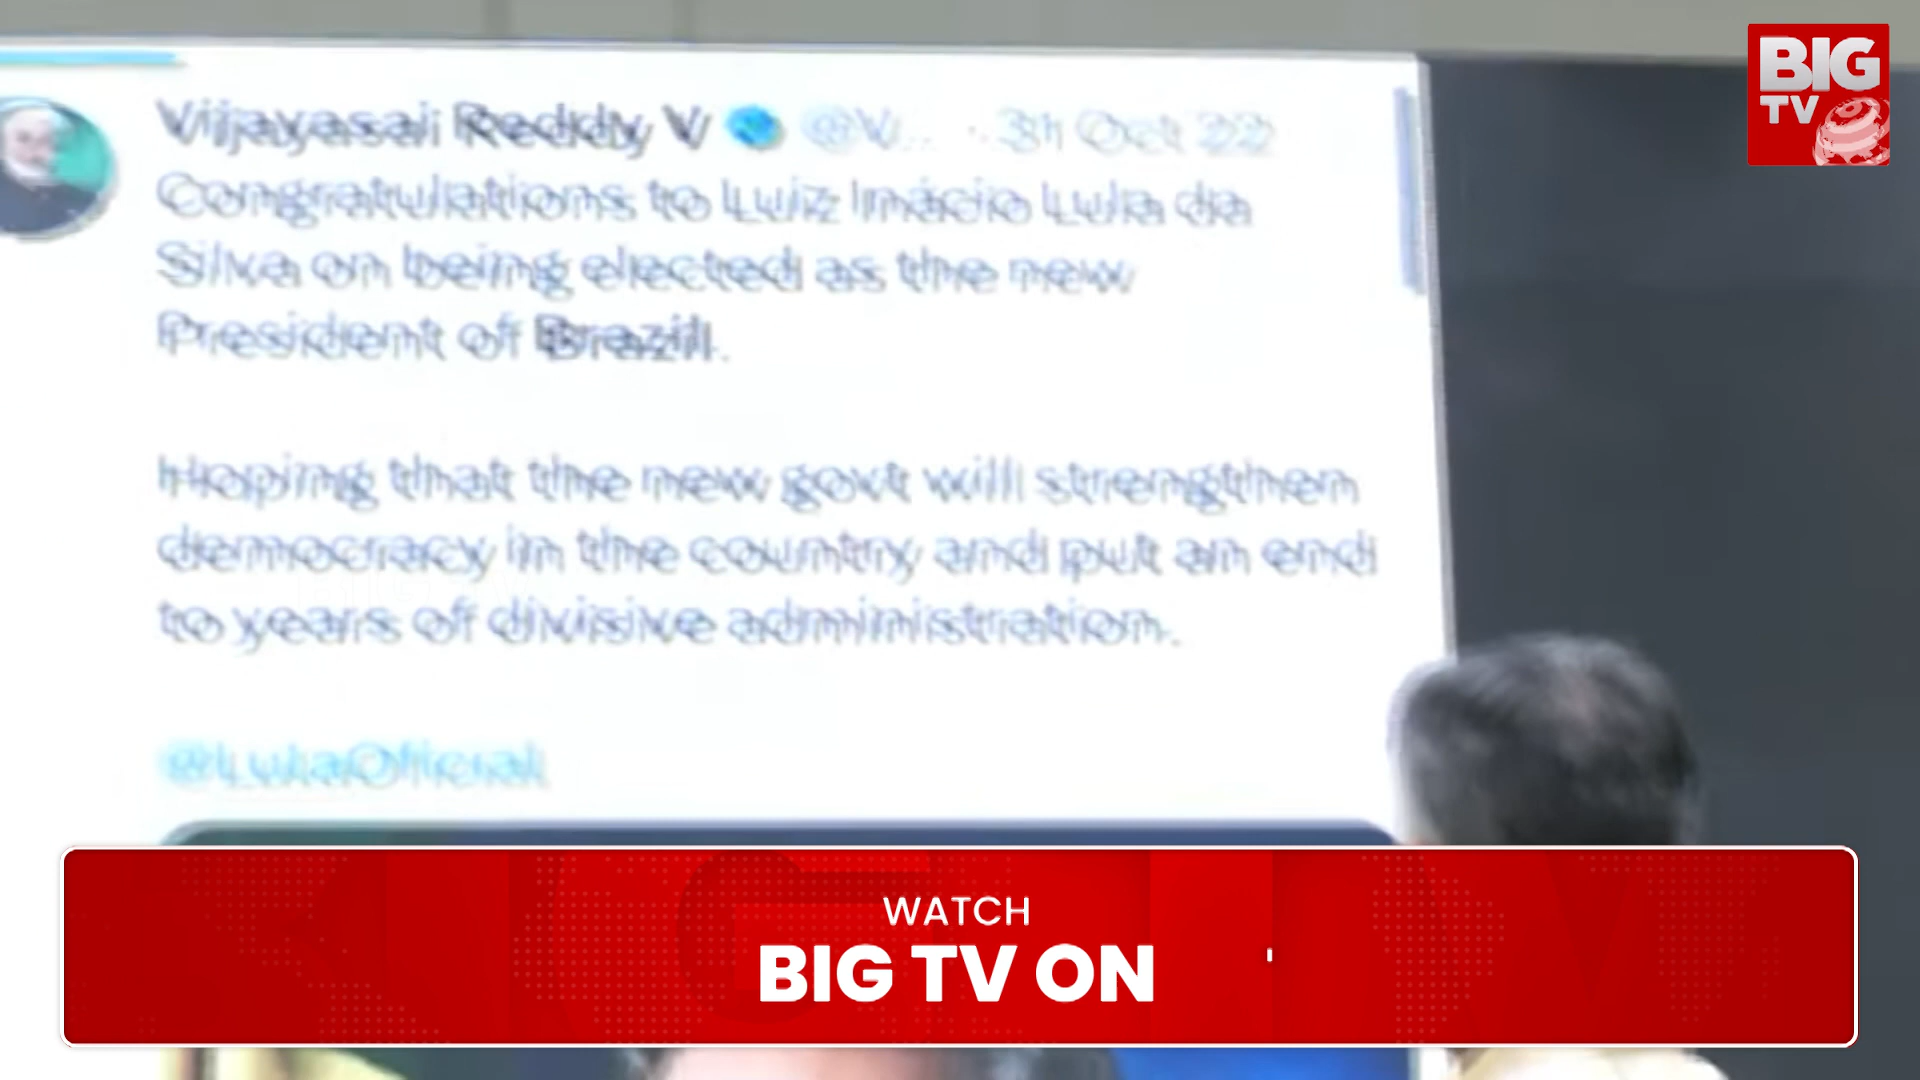 BIG
TV
Vijayasai Reddy V @V... · 31 Oct 22
Congratulations to Luiz Inácio Lula da
Silva on being elected as the new
President of Brazil.
Hoping that the new govt will strengthen
democracy in the country and put an end
to years of divisive administration.
@LulaOficial
WATCH
BIG TV ON